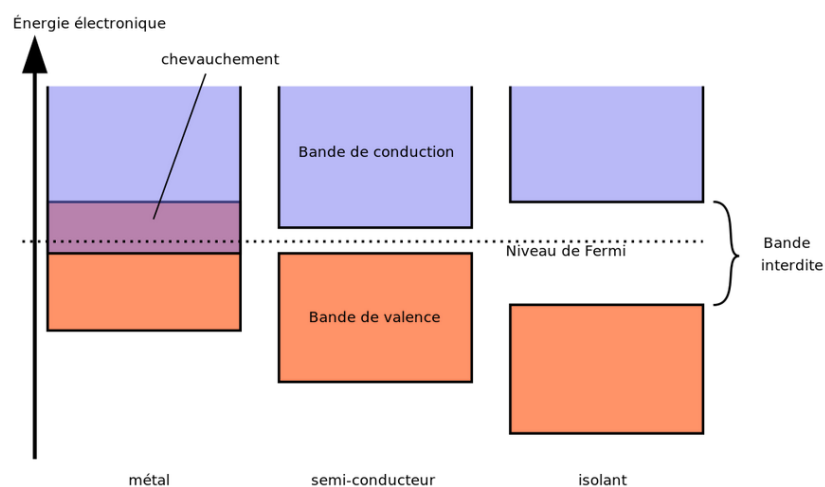 Énergie électronique
chevauchement
Bande de conduction
Niveau de Fermi
Bande
interdite
Bande de valence
métal
semi-conducteur
isolant